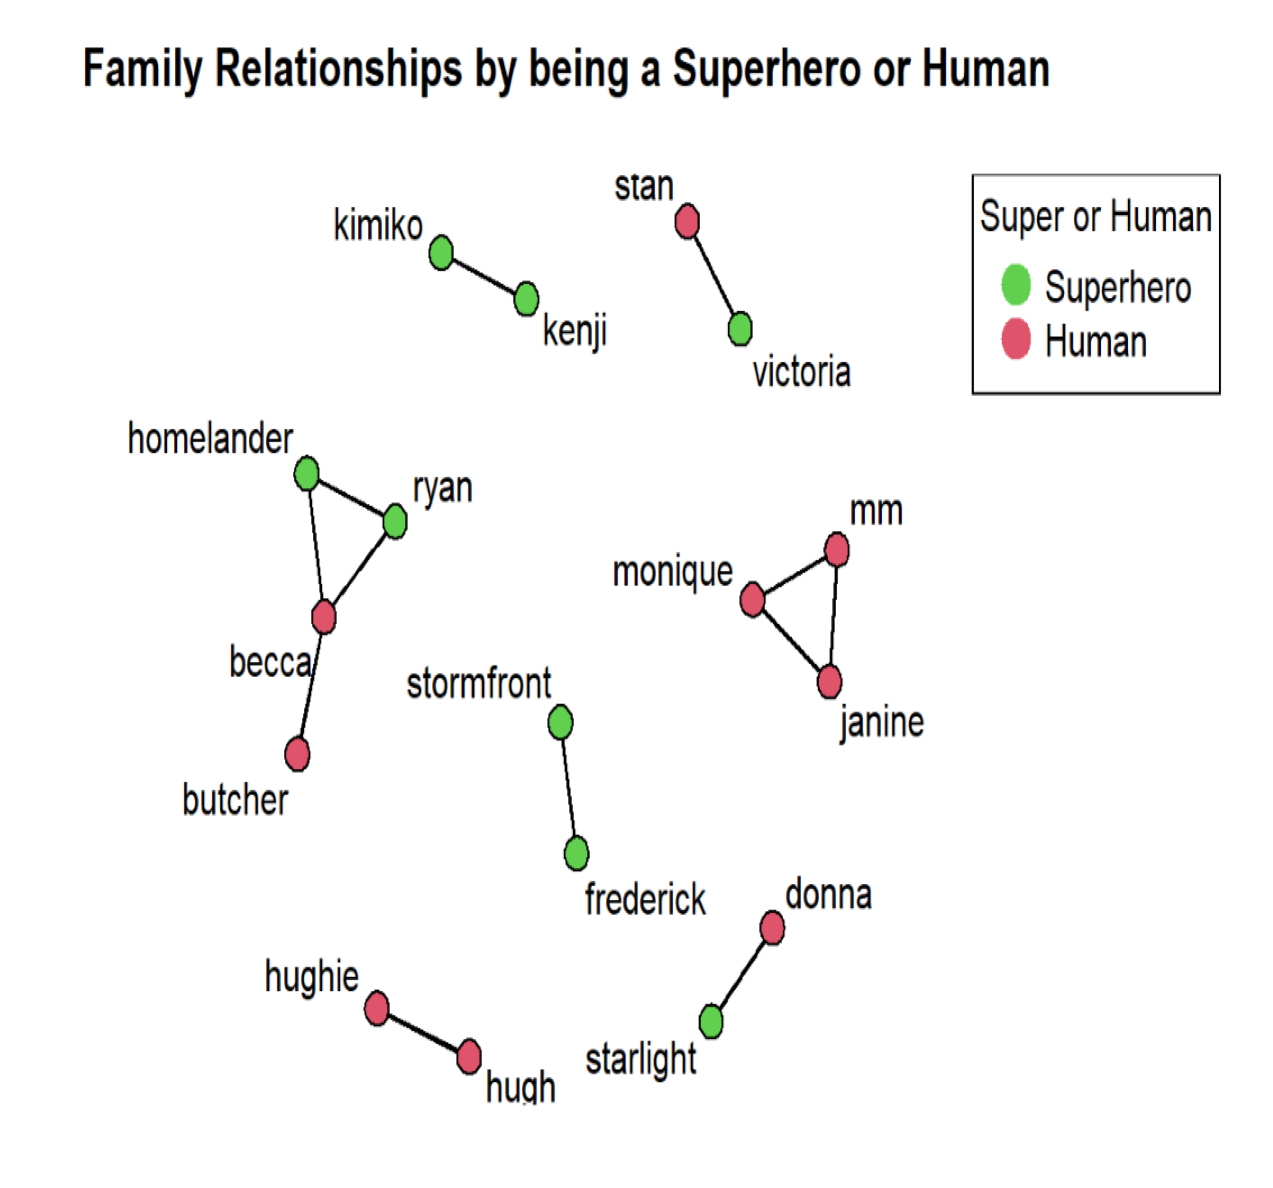 Family Relationships by being a Superhero or Human
stan
kimiko
Super or Human
Superhero
kenji
Human
victoria
homelander
ryan
mm
monique
becca
stormfront
janine
butcher
donna
frederick
hughie
starlight
hugh